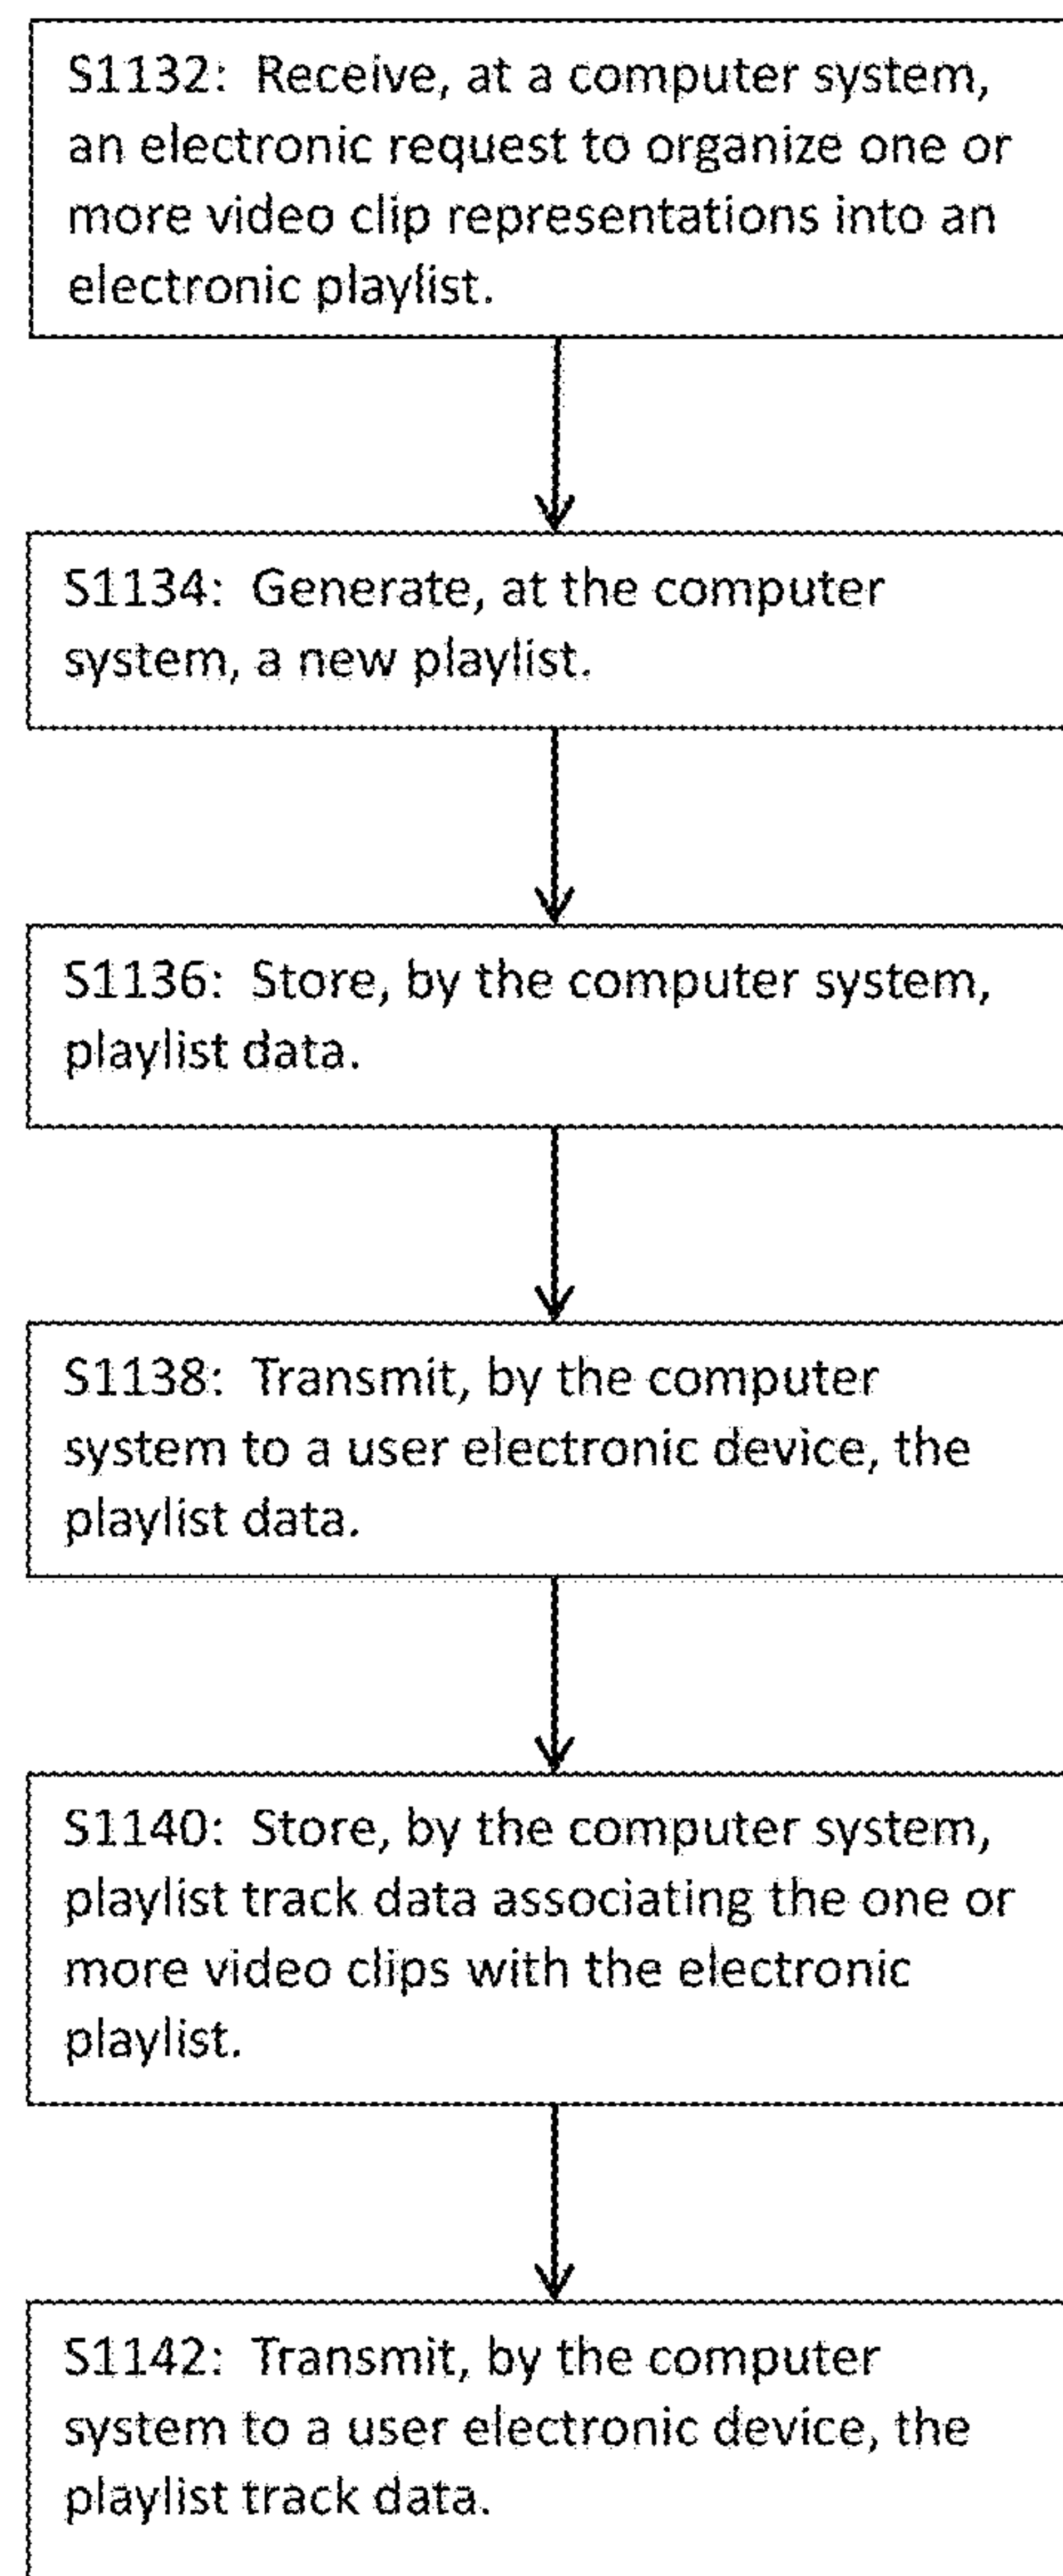 S1132: Receive, at a computer system,
an electronic request to organize one or
more video clip representations into an
electronic playlist.
S1134: Generate, at the computer
system, a new playlist.
S1136: Store, by the computer system,
playlist data.
S1138: Transmit, by the computer
system to a user electronic device, the
playlist data.
S1140: Store, by the computer system,
playlist track data associating the one or
more video clips with the electronic
playlist.
S1142: Transmit, by the computer
system to a user electronic device, the
playlist track data.